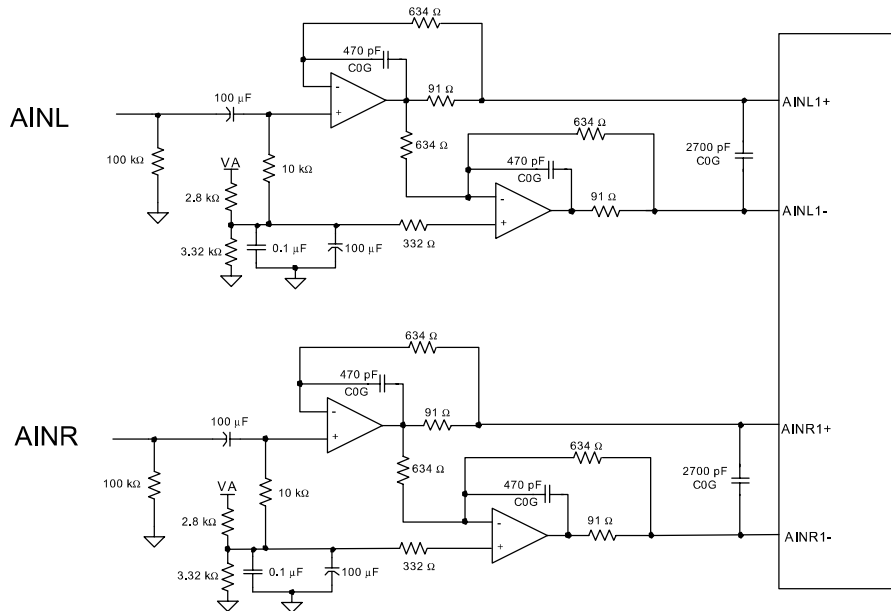 634 Ω
470 pF
C0G
91 Ω
100 µF
AINL
AINL1+
634 Ω
634 Ω
470 pF
C0G
2700 pF
C0G
100 kΩ
VA
10 kΩ
2.8 kΩ
91 Ω
AINL1-
3.32 kΩ
0.1 µF
100 µF
332 Ω
634 Ω
470 pF
C0G
91 Ω
100 µF
AINR
AINR1+
634 Ω
634 Ω
470 pF
C0G
2700 pF
C0G
100 kΩ
VA
10 kΩ
2.8 kΩ
91 Ω
AINR1-
3.32 kΩ
0.1 µF
100 µF
332 Ω